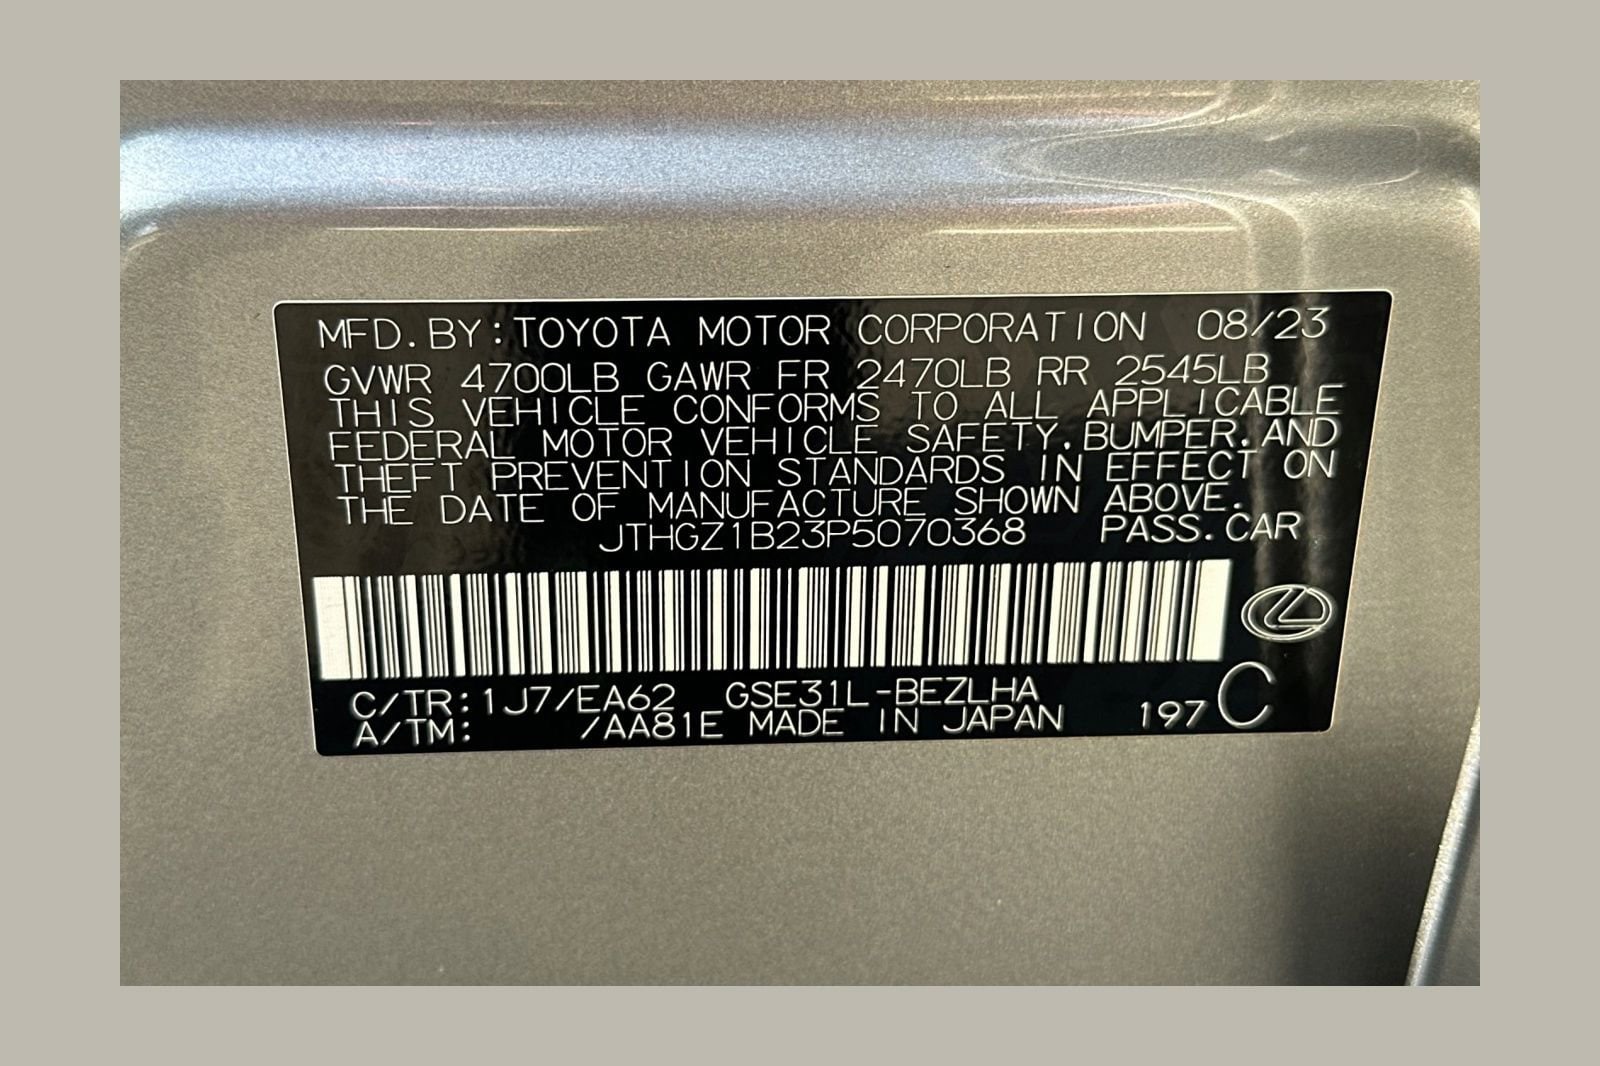 MFD. BY: TOYOTA MOTOR CORPORATION 08/23
GVWR 4700LB GAWR FR 2470LB RR 2545LB
THIS VEHICLE CONFORMS TO ALL APPLICABLE
FEDERAL MOTOR VEHICLE SAFETY, BUMPER, AND
THEFT PREVENTION STANDARDS IN EFFECT ON
THE DATE OF MANUFACTURE SHOWN ABOVE.
JTHGZ1B23P5070368 PASS. CAR
C/TR: 1J7/EA62 GSE31L-BEZLHA
A/TM: /AA81E MADE IN JAPAN 197 C